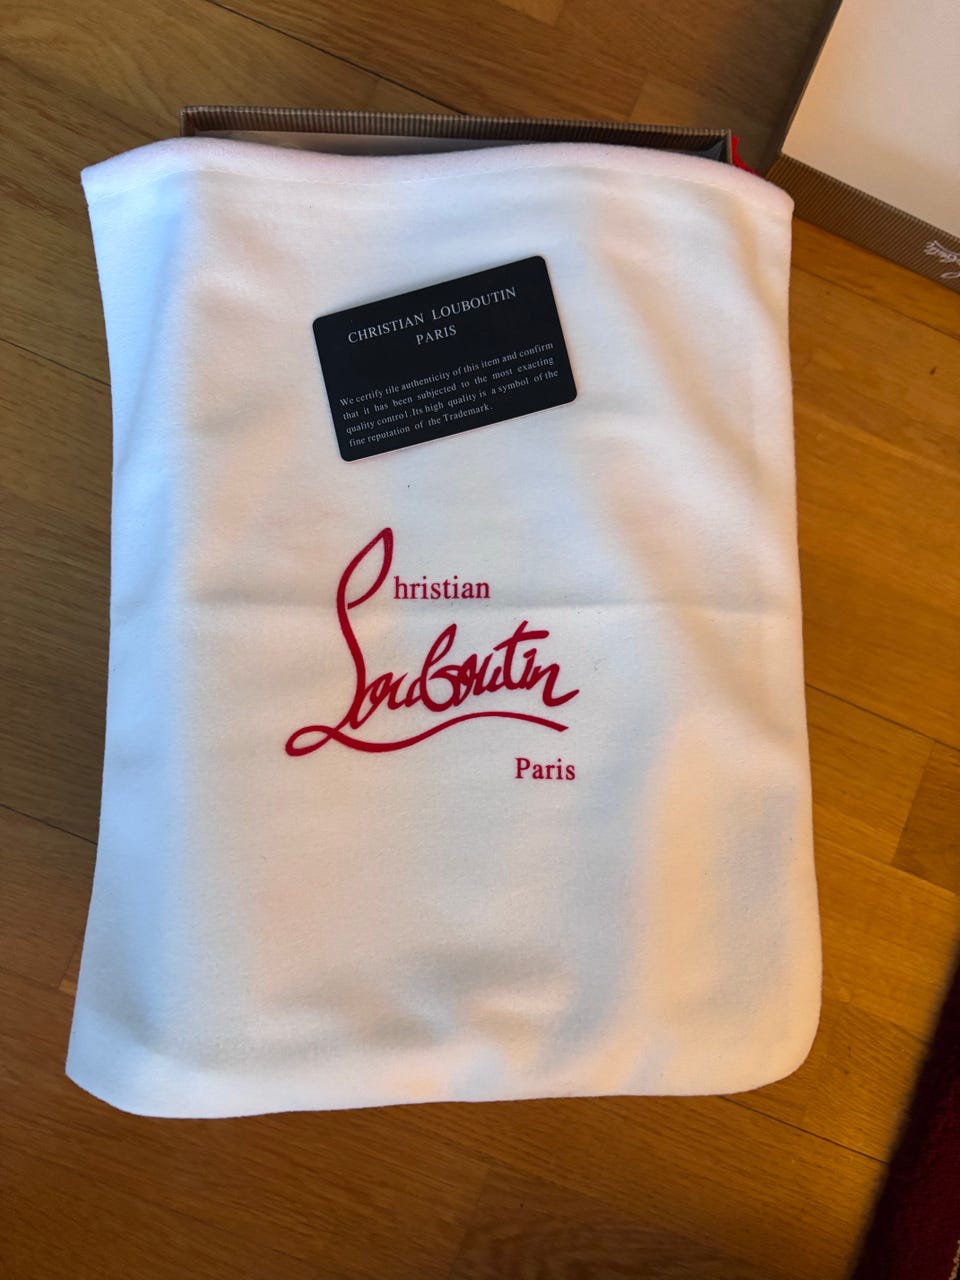 CHRISTIAN LOUBOUTIN
PARIS
We certify tile authenticity of this item and confirm
that it has been subjected to the most exacting
quality control.Its high quality is a symbol of the
fine reputation of the Trademark.
Christian
Louboutin
Paris